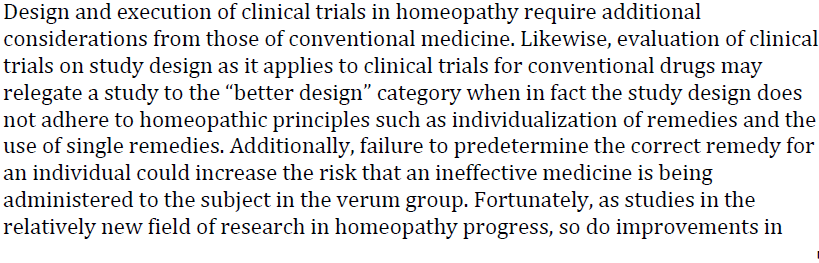 Design and execution of clinical trials in homeopathy require additional
considerations from those of conventional medicine. Likewise, evaluation of clinical
trials on study design as it applies to clinical trials for conventional drugs may
relegate a study to the “better design” category when in fact the study design does
not adhere to homeopathic principles such as individualization of remedies and the
use of single remedies. Additionally, failure to predetermine the correct remedy for
an individual could increase the risk that an ineffective medicine is being
administered to the subject in the verum group. Fortunately, as studies in the
relatively new field of research in homeopathy progress, so do improvements in